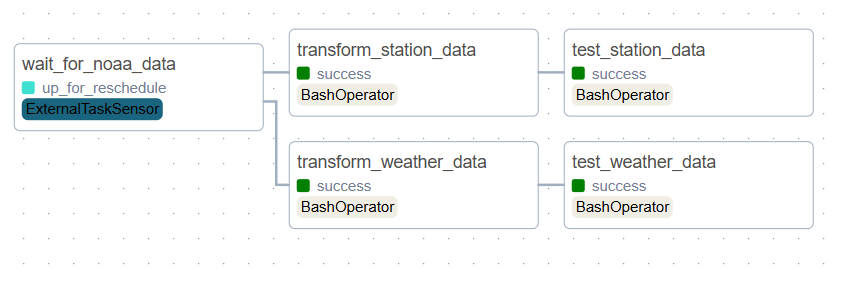 wait_for_noaa_data
up_for_reschedule
ExternalTaskSensor
transform_station_data
success
BashOperator
test_station_data
success
BashOperator
transform_weather_data
success
BashOperator
test_weather_data
success
BashOperator